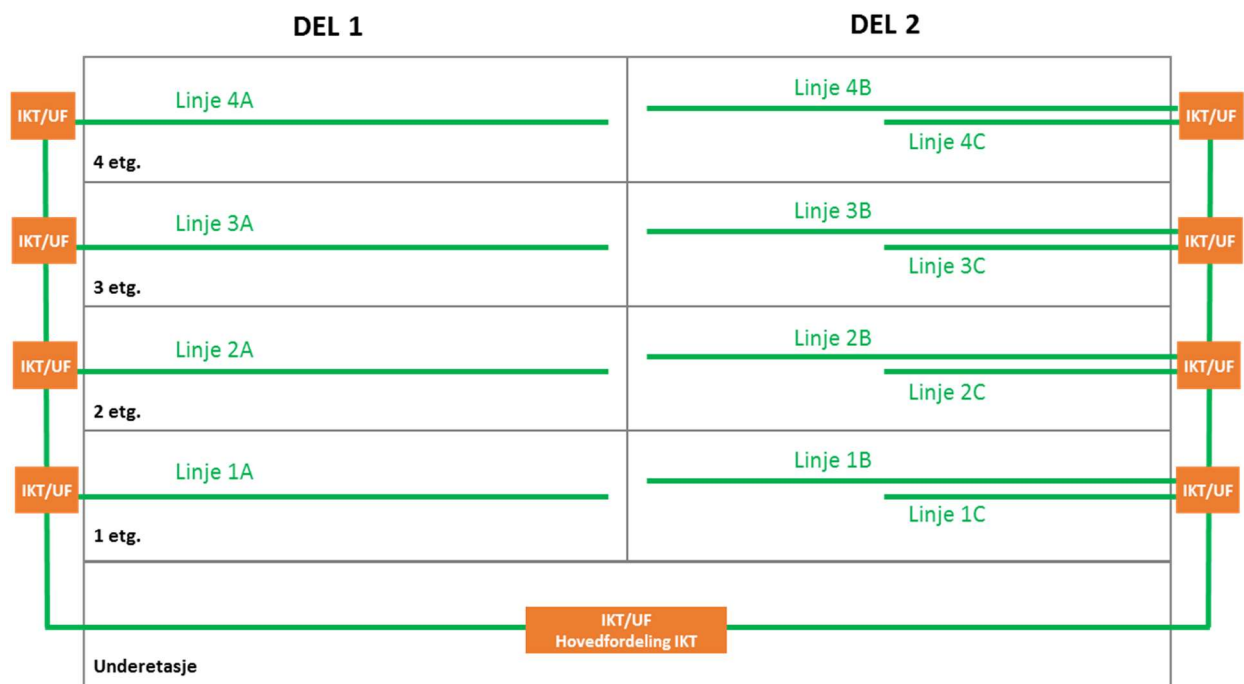 DEL 1
DEL 2
Linje 4A
Linje 4B
IKT/UF
IKT/UF
Linje 4C
4 etg.
Linje 3A
Linje 3B
IKT/UF
IKT/UF
Linje 3C
3 etg.
Linje 2A
Linje 2B
IKT/UF
IKT/UF
Linje 2C
2 etg.
Linje 1A
Linje 1B
IKT/UF
IKT/UF
Linje 1C
1 etg.
IKT/UF
Hovedfordeling IKT
Underetasje